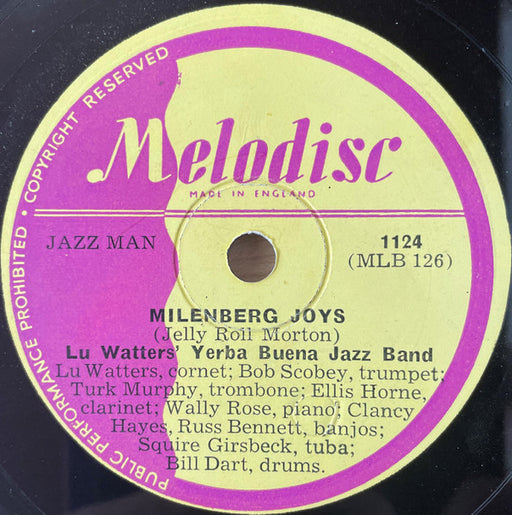 PUBLIC PERFORMANCE PROHIBITED • COPYRIGHT RESERVED
Melodisc
MADE IN ENGLAND
JAZZ MAN
1124
(MLB 126)
MILENBERG JOYS
(Jelly Roll Morton)
Lu Watters' Yerba Buena Jazz Band
Lu Watters, cornet; Bob Scobey, trumpet;
Turk Murphy, trombone; Ellis Horne,
clarinet; Wally Rose, piano; Clancy
Hayes, Russ Bennett, banjos;
Squire Girsbeck, tuba;
Bill Dart, drums.